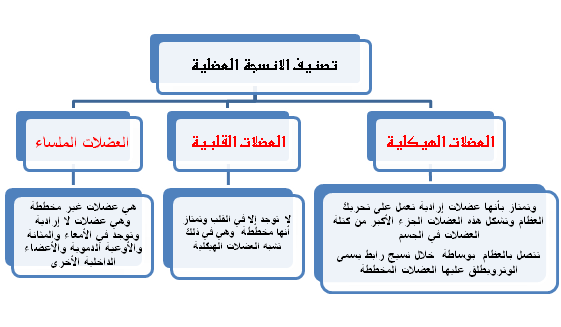 تصنيف الانسجة العضلية
العضلات الهيكلية
العضلات القلبية
العضلات الملساء
وتمتاز بأنها عضلات إرادية تعمل على تحريك
العظام وتشكل هذه العضلات الجزء الأكبر من كتلة
العضلات في الجسم
تتصل بالعظام بوساطة خلال نسيج رابط يسمى
الوترويطلق عليها العضلات المخططة
لا توجد إلا في القلب وتمتاز
أنها مخططة وهي في ذلك
تشبه العضلات الهيكلية
هي عضلات غير مخططة
وهي عضلات لا إرادية
وتوجد في الأمعاء والمثانة
والأوعية الدموية والأعضاء
الداخلية الأخرى